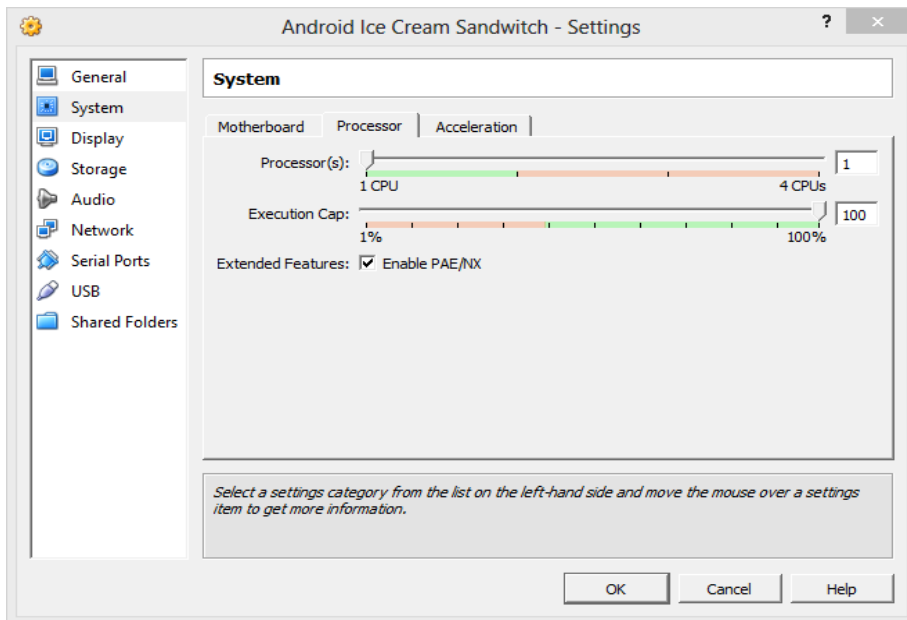 Android Ice Cream Sandwitch - Settings
?
General
System
Display
Storage
Audio
Network
Serial Ports
USB
Shared Folders
System
Motherboard Processor Acceleration
Processor(s): 1
1 CPU 4 CPUs
Execution Cap: 100
1% 100%
Extended Features: Enable PAE/NX
Select a settings category from the list on the left-hand side and move the mouse over a settings
item to get more information.
OK Cancel Help